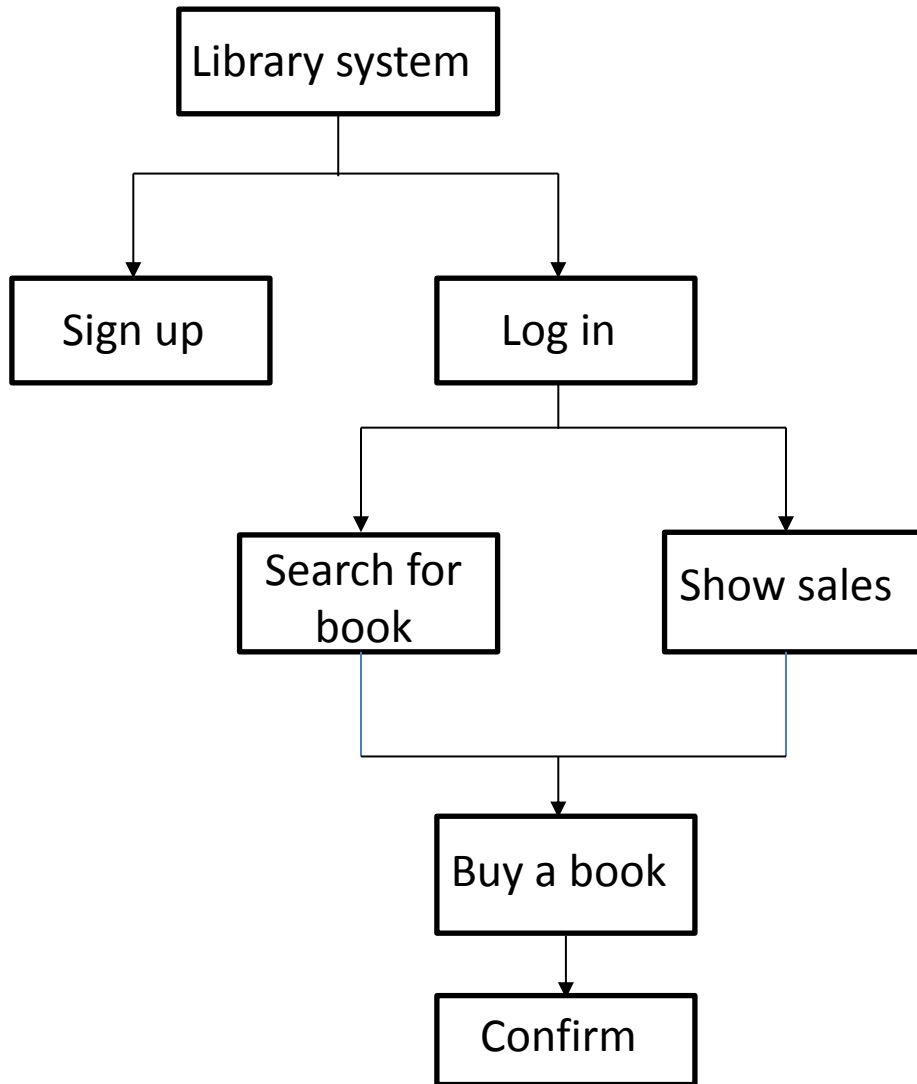 Library system
Sign up
Log in
Search for
book
Show sales
Buy a book
Confirm